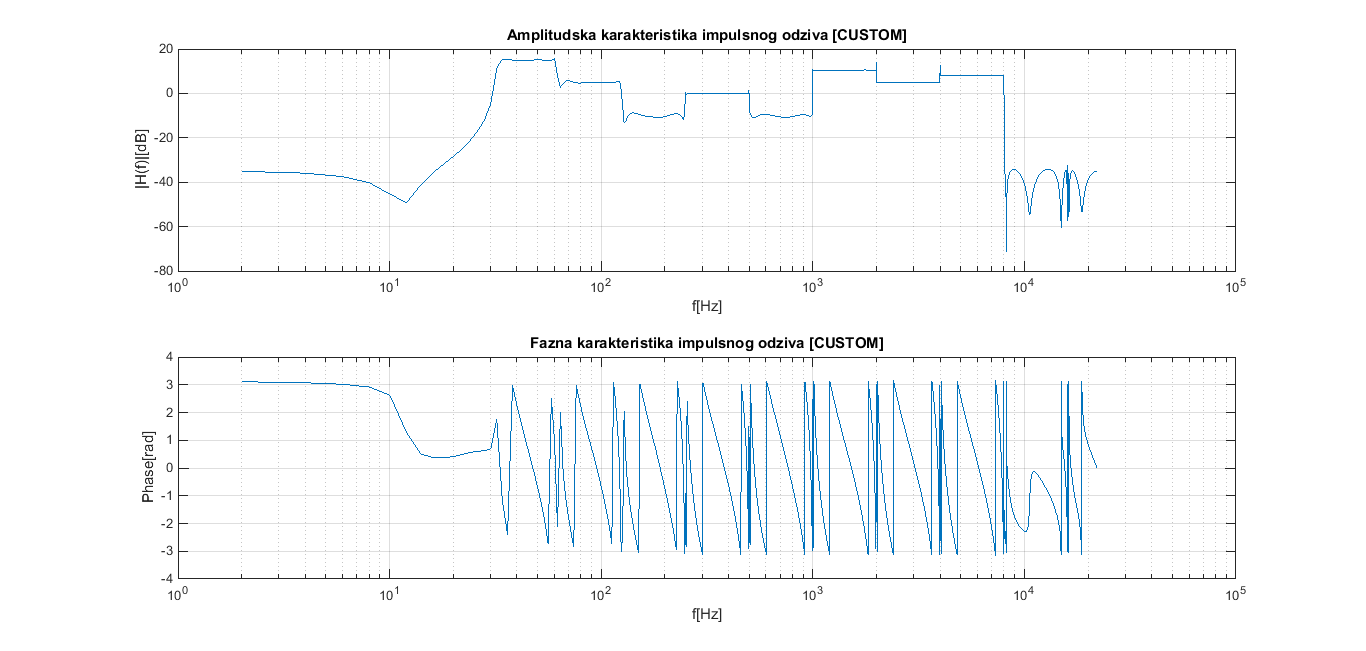 Amplitudska karakteristika impulsnog odziva [CUSTOM]
|H(f)|[dB]
20
0
-20
-40
-60
-80
10^0 10^1 10^2 10^3 10^4 10^5
f[Hz]
Fazna karakteristika impulsnog odziva [CUSTOM]
Phase[rad]
4
3
2
1
0
-1
-2
-3
-4
10^0 10^1 10^2 10^3 10^4 10^5
f[Hz]